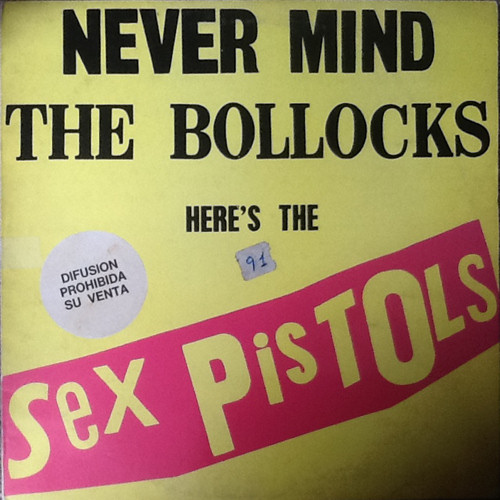 NEVER MIND
THE BOLLOCKS
HERE'S THE
91
DIFUSION
PROHIBIDA
SU VENTA
Sex PiSTOLS